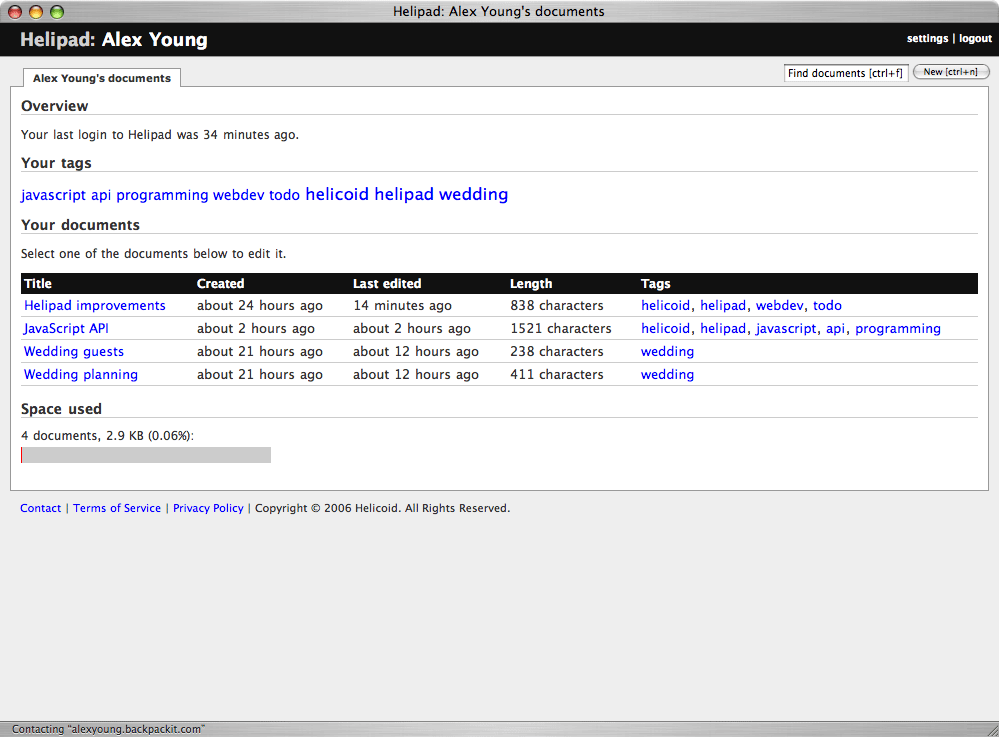 Helipad: Alex Young's documents
Helipad: Alex Young
settings | logout
Alex Young's documents
Find documents [ctrl+f]
New [ctrl+n]
Overview
Your last login to Helipad was 34 minutes ago.
Your tags
javascript api programming webdev todo helicoid helipad wedding
Your documents
Select one of the documents below to edit it.
Title Created Last edited Length Tags
Helipad improvements about 24 hours ago 14 minutes ago 838 characters helicoid, helipad, webdev, todo
JavaScript API about 2 hours ago about 2 hours ago 1521 characters helicoid, helipad, javascript, api, programming
Wedding guests about 21 hours ago about 12 hours ago 238 characters wedding
Wedding planning about 21 hours ago about 12 hours ago 411 characters wedding
Space used
4 documents, 2.9 KB (0.06%):
Contact | Terms of Service | Privacy Policy | Copyright © 2006 Helicoid. All Rights Reserved.
Contacting “alexyoung.backpackit.com”